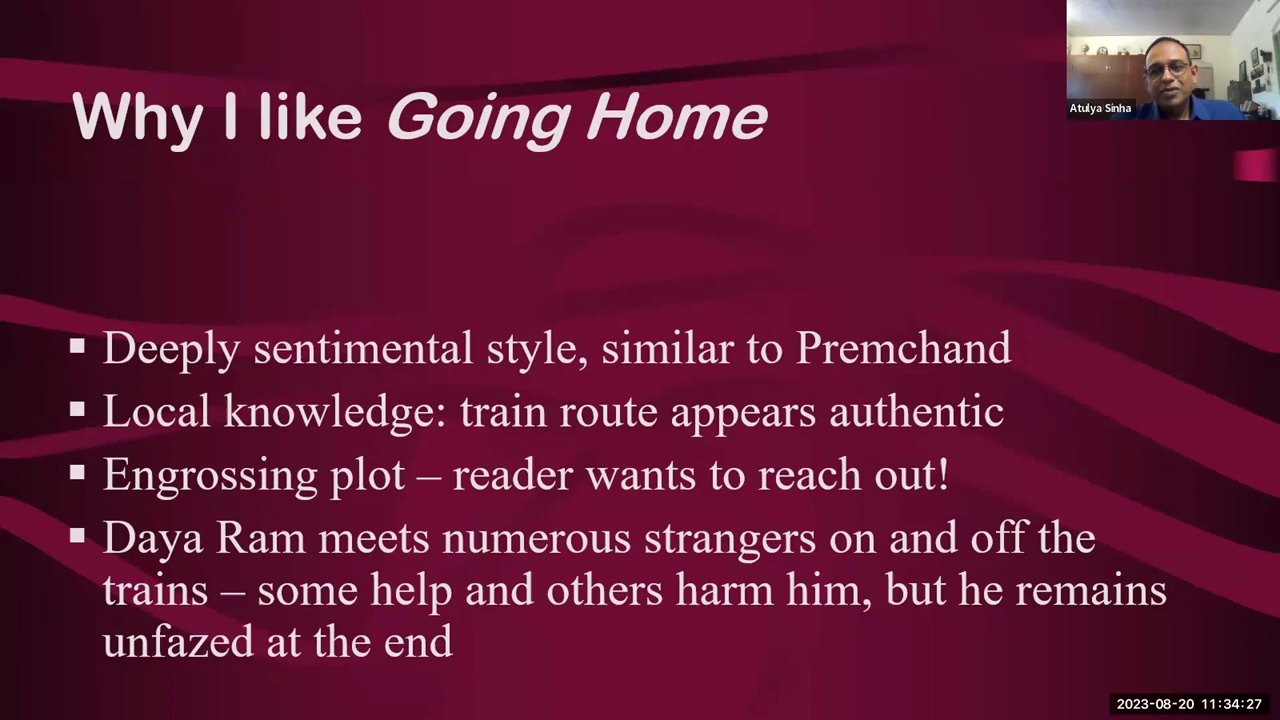 Why I like Going Home
Atulya Sinha
▪ Deeply sentimental style, similar to Premchand
▪ Local knowledge: train route appears authentic
▪ Engrossing plot – reader wants to reach out!
▪ Daya Ram meets numerous strangers on and off the
trains – some help and others harm him, but he remains
unfazed at the end
2023-08-20 11:34:27